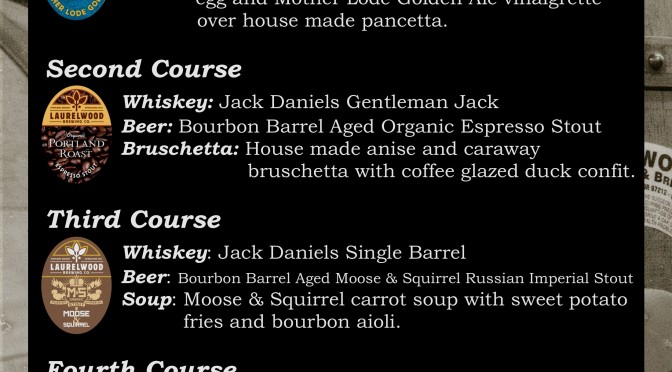 egg and Mother Lode Golden Ale vinaigrette
over house made pancetta.
Second Course
Whiskey: Jack Daniels Gentleman Jack
LAURELWOOD
BREWING CO.
Organic
PORTLAND
ROAST
ESPRESSO STOUT
Beer: Bourbon Barrel Aged Organic Espresso Stout
Bruschetta: House made anise and caraway
bruschetta with coffee glazed duck confit.
Third Course
Whiskey: Jack Daniels Single Barrel
LAURELWOOD
BREWING CO.
M·S
MOOSE
&
SQUIRREL
Beer: Bourbon Barrel Aged Moose & Squirrel Russian Imperial Stout
Soup: Moose & Squirrel carrot soup with sweet potato
fries and bourbon aioli.
Fourth Course